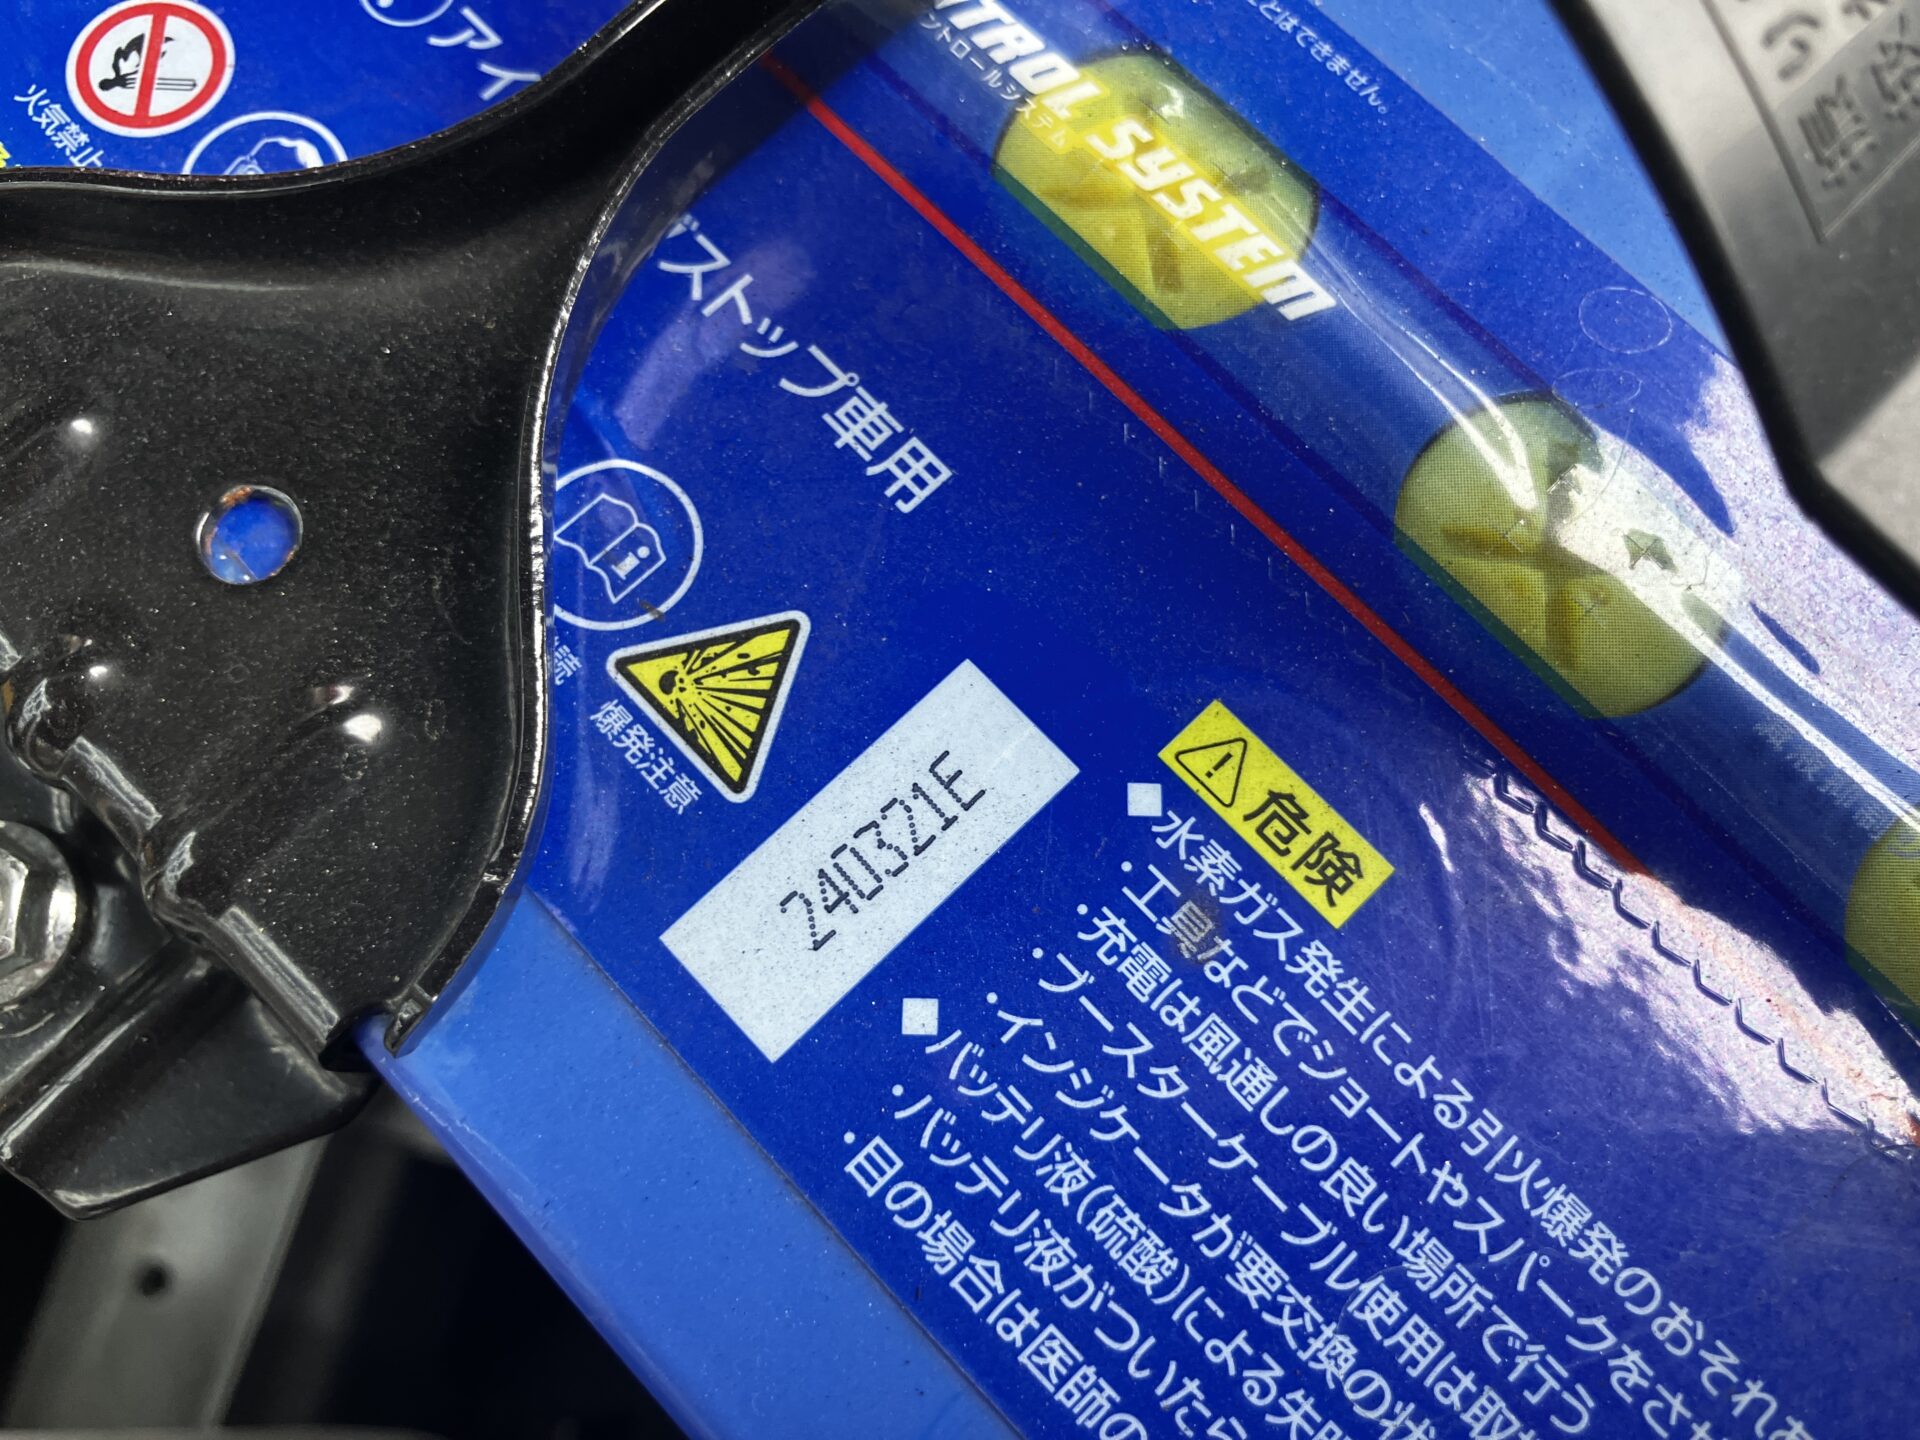 火気禁止
アイ
ドリングストップ車用
とはできません。
NTROL SYSTEM
ントロールシステム
爆発注意
240321E
危険
■水素ガス発生による引火爆発のおそれ
・工具などでショートやスパークをさ
・充電は風通しの良い場所で行う
・ブースターケーブル使用は取
・インジケータが要交換の状
■バッテリ液(硫酸)による失
・バッテリ液がついたら
・目の場合は医師の